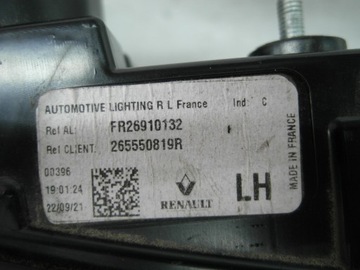 AUTOMOTIVE LIGHTING R L France Ind: C
Ref AL: FR26910132
Ref CLIENT: 265550819R
00396
19:01:24
22/09/21
RENAULT
LH
MADE IN FRANCE